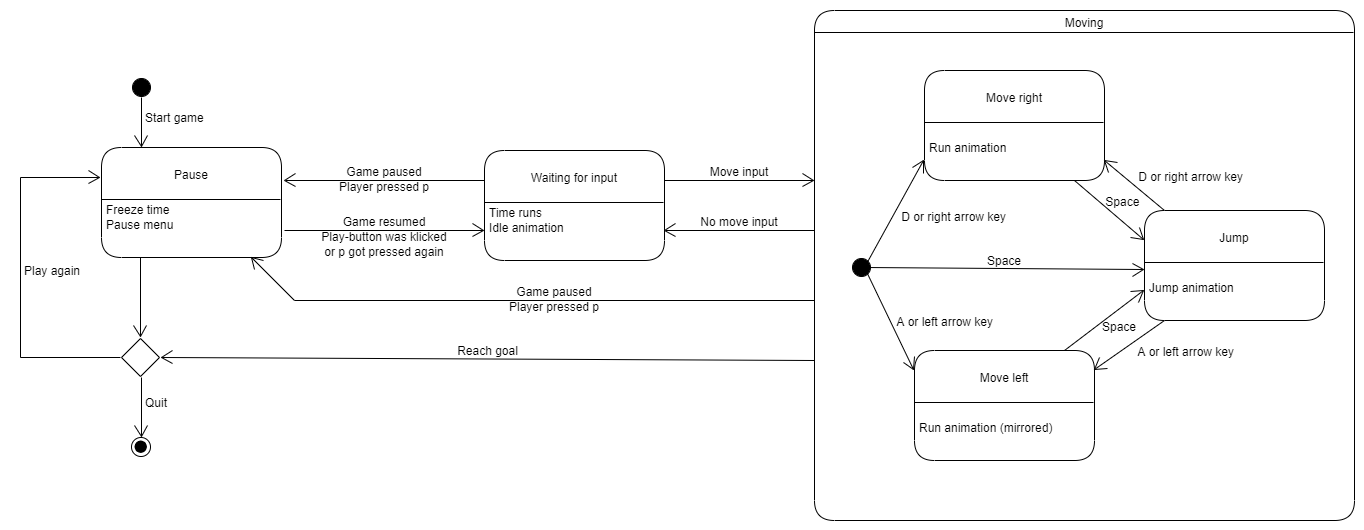 Moving
Start game
Pause
Freeze time
Pause menu
Game paused
Player pressed p
Game resumed
Play-button was klicked
or p got pressed again
Waiting for input
Time runs
Idle animation
Move input
No move input
Move right
Run animation
D or right arrow key
Space
D or right arrow key
Jump
Jump animation
Space
A or left arrow key
Space
A or left arrow key
Move left
Run animation (mirrored)
Game paused
Player pressed p
Play again
Reach goal
Quit